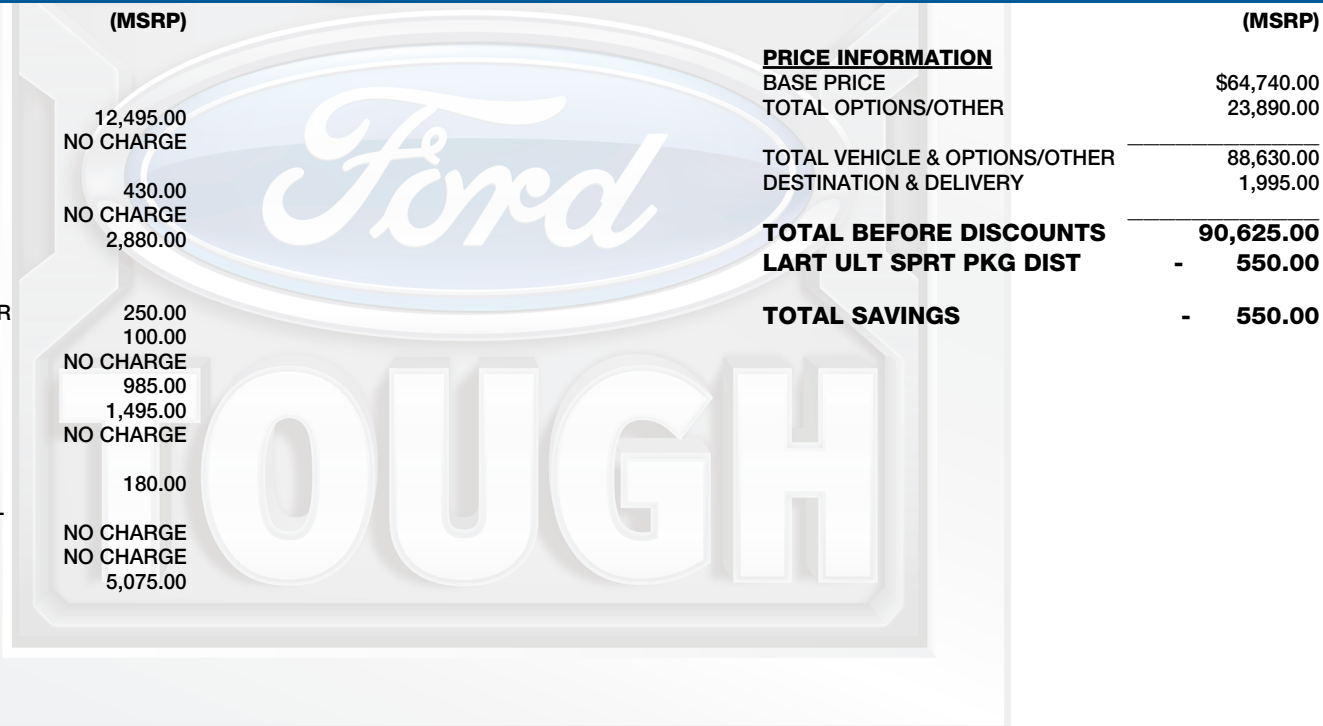 (MSRP)
12,495.00
NO CHARGE
430.00
NO CHARGE
2,880.00
R 250.00
100.00
NO CHARGE
985.00
1,495.00
NO CHARGE
180.00
NO CHARGE
NO CHARGE
5,075.00
Ford
TOUGH
(MSRP)
PRICE INFORMATION
BASE PRICE $64,740.00
TOTAL OPTIONS/OTHER 23,890.00
TOTAL VEHICLE & OPTIONS/OTHER 88,630.00
DESTINATION & DELIVERY 1,995.00
TOTAL BEFORE DISCOUNTS 90,625.00
LART ULT SPRT PKG DIST - 550.00
TOTAL SAVINGS - 550.00